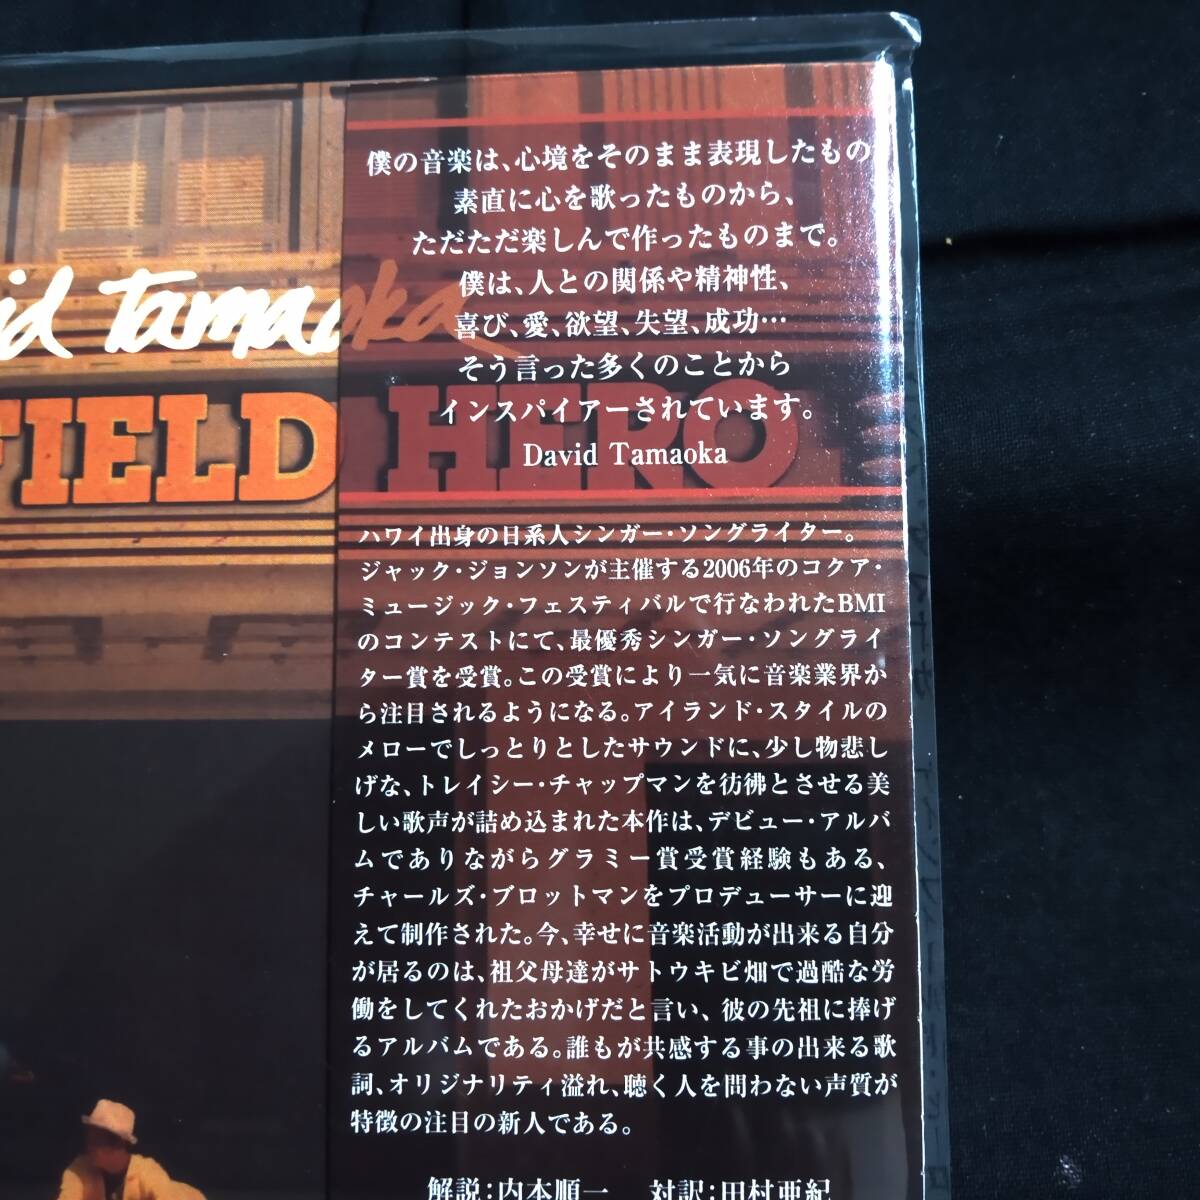 僕の音楽は、心境をそのまま表現したもの
素直に心を歌ったものから、
ただただ楽しんで作ったものまで。
僕は、人との関係や精神性、
喜び、愛、欲望、失望、成功…
そう言った多くのことから
インスパイアーされています。
David Tamaoka
id Tamaoka
FIELD HERO
ハワイ出身の日系人シンガー・ソングライター。
ジャック・ジョンソンが主催する2006年のコクア・
ミュージック・フェスティバルで行なわれたBMI
のコンテストにて、最優秀シンガー・ソングライ
ター賞を受賞。この受賞により一気に音楽業界か
ら注目されるようになる。アイランド・スタイルの
メローでしっとりとしたサウンドに、少し物悲し
げな、トレイシー・チャップマンを彷彿とさせる美
しい歌声が詰め込まれた本作は、デビュー・アルバ
ムでありながらグラミー賞受賞経験もある、
チャールズ・ブロットマンをプロデューサーに迎
えて制作された。今、幸せに音楽活動が出来る自分
が居るのは、祖父母達がサトウキビ畑で過酷な労
働をしてくれたおかげだと言い、彼の先祖に捧げ
るアルバムである。誰もが共感する事の出来る歌
詞、オリジナリティ溢れ、聴く人を問わない声質が
特徴の注目の新人である。
解説：内本順一　対訳：田村亜紀